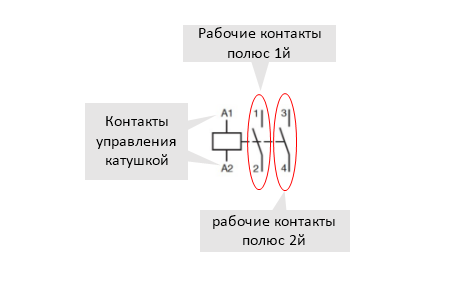 Рабочие контакты
полюс 1й
Контакты
управления
катушкой
A1
1
3
A2
2
4
рабочие контакты
полюс 2й